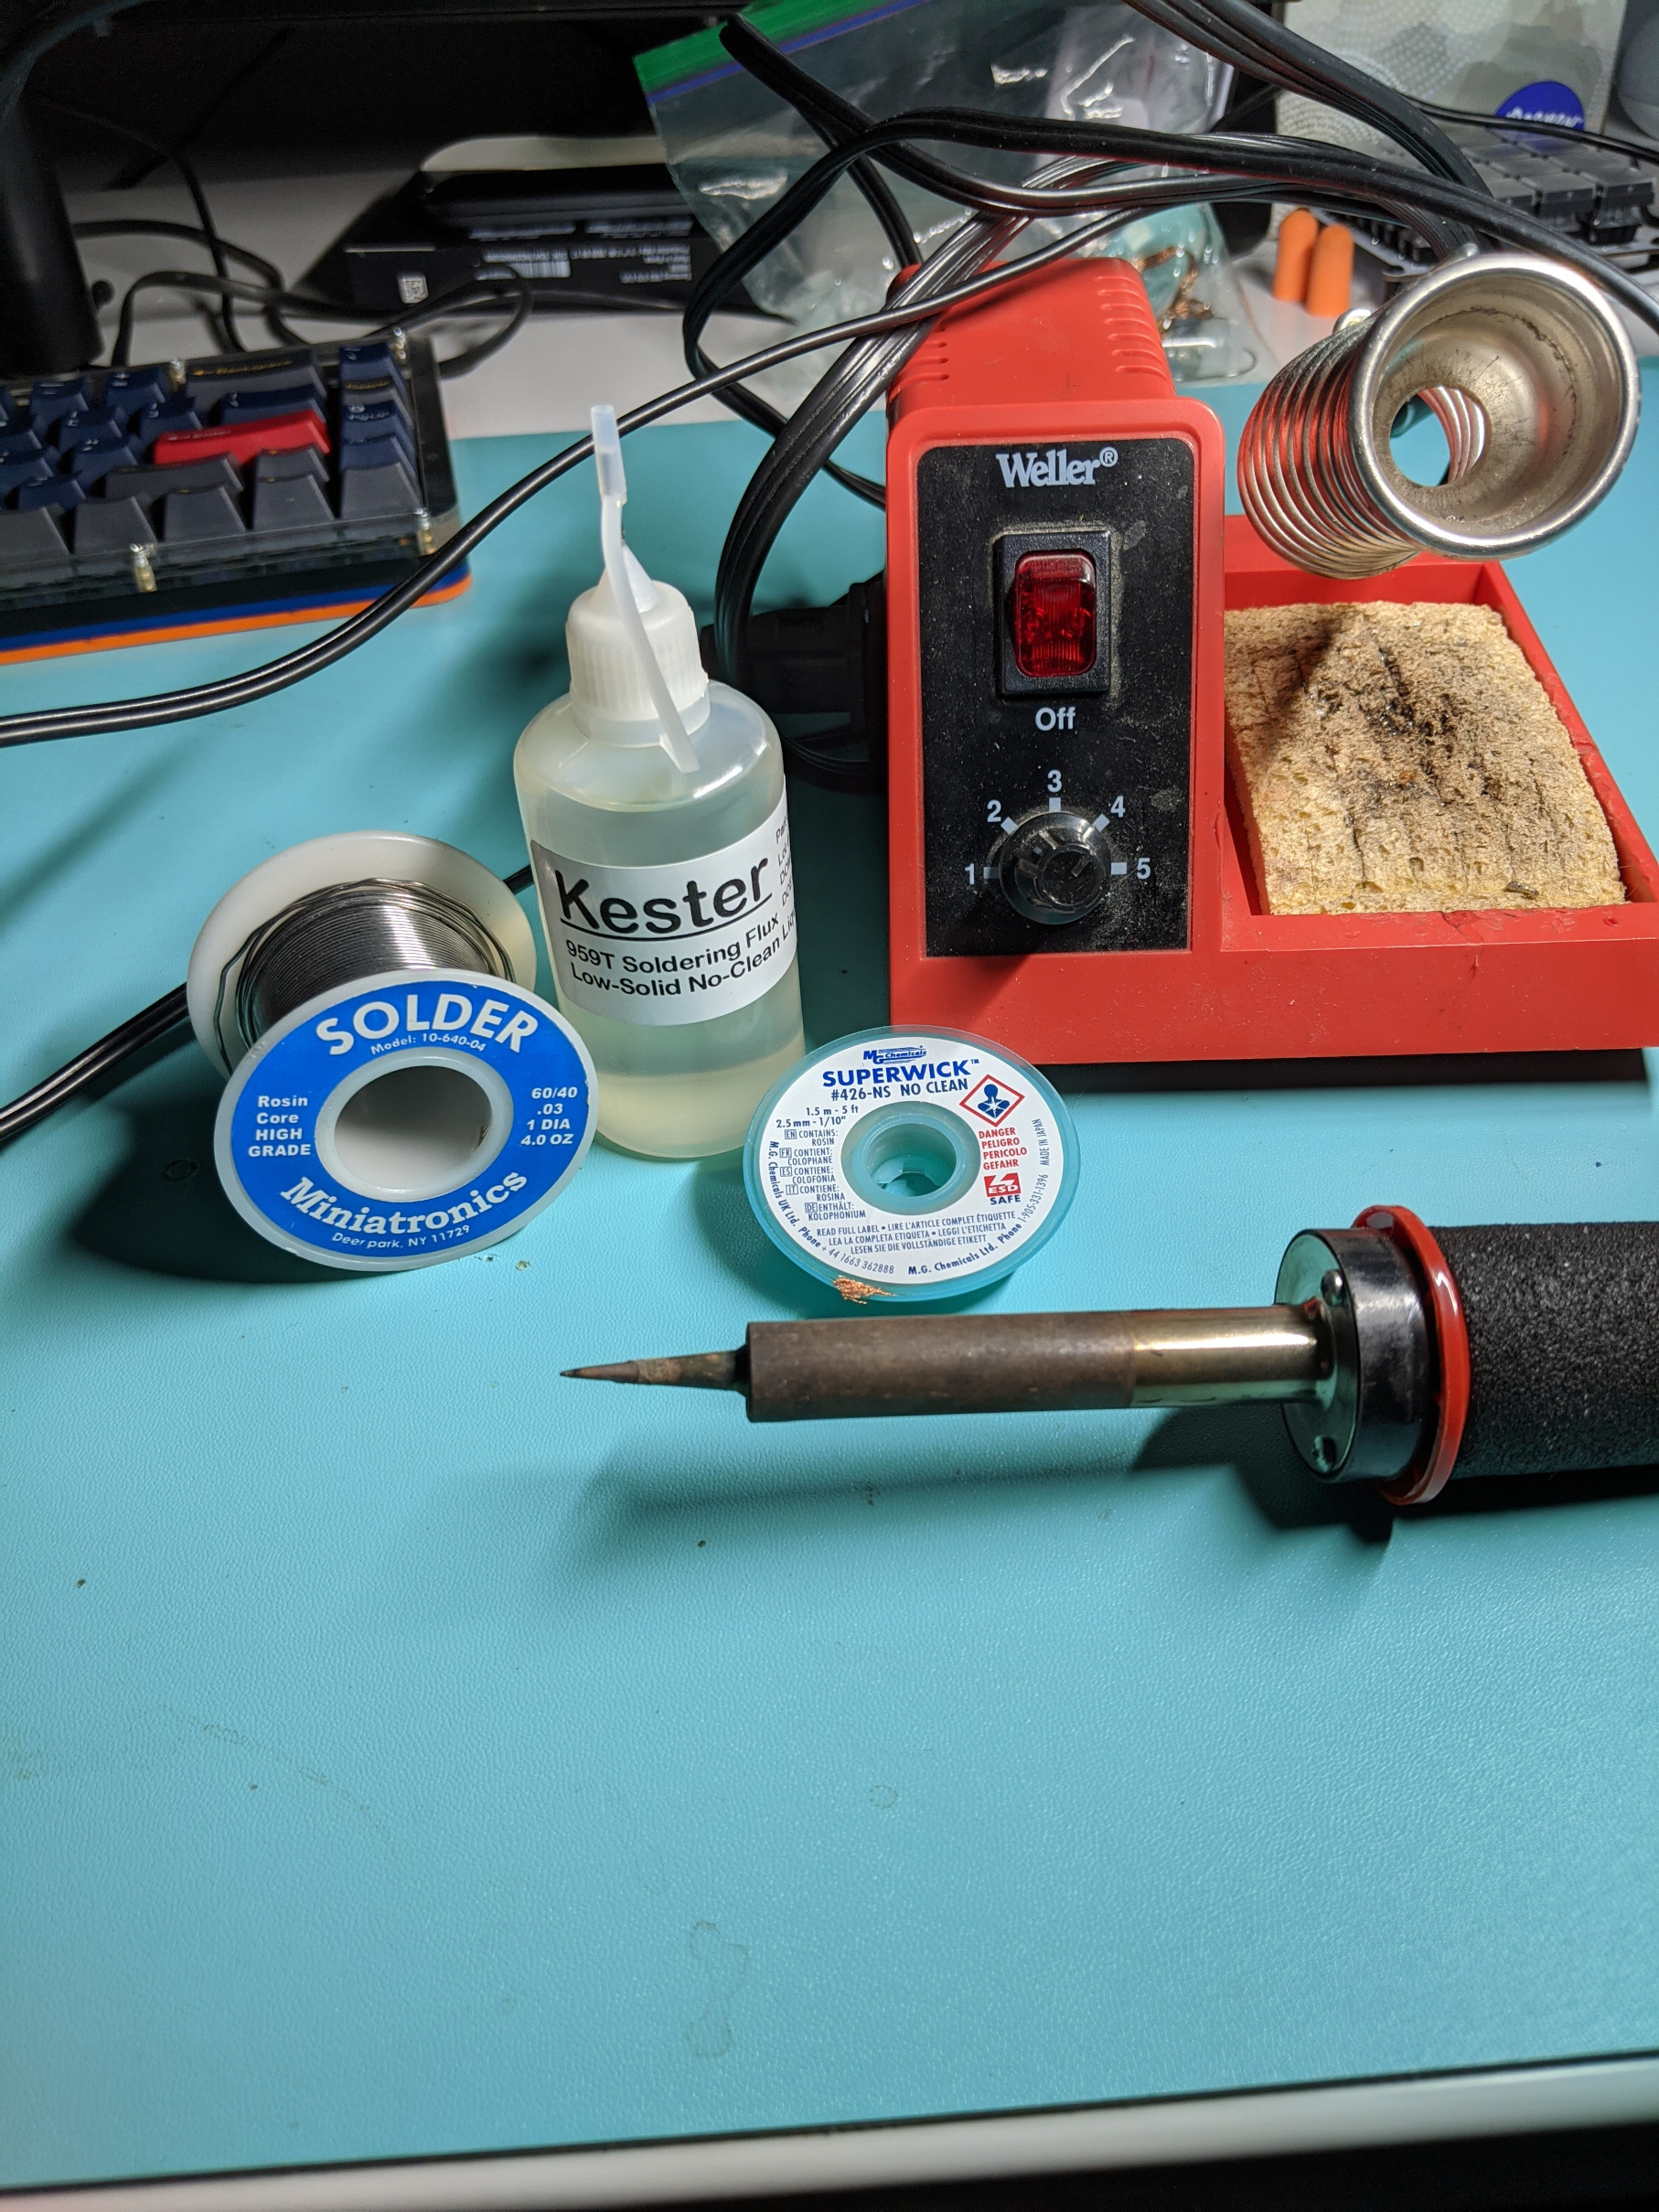 Weller®
Off
1
2
3
4
5
Kester
959T Soldering Flux
Low-Solid No-Clean
SOLDER
Model: 10-640-04
Rosin
Core
HIGH
GRADE
60/40
.03
1 DIA
4.0 OZ
Miniatronics
Deer park, NY 11729
MG Chemicals
SUPERWICK™
#426-NS NO CLEAN
1.5 m - 5 ft
2.5 mm - 1/10"
EN CONTAINS:
ROSIN
FR CONTIENT:
COLOPHANE
ES CONTIENE:
COLOFONIA
IT CONTIENE:
ROSINA
DE ENTHÄLT:
KOLOPHONIUM
DANGER
PELIGRO
PERICOLO
GEFAHR
ESD
SAFE
MADE IN JAPAN
READ FULL LABEL • LIRE L'ARTICLE COMPLET ÉTIQUETTE
LEA LA COMPLETA ETIQUETA • LEGGI L'ETICHETTA
LESEN SIE DIE VOLLSTÄNDIGE ETIKETT
M.G. Chemicals UK Ltd. Phone + 44 1663 362888
M.G. Chemicals Ltd. Phone 1-905-331-1396